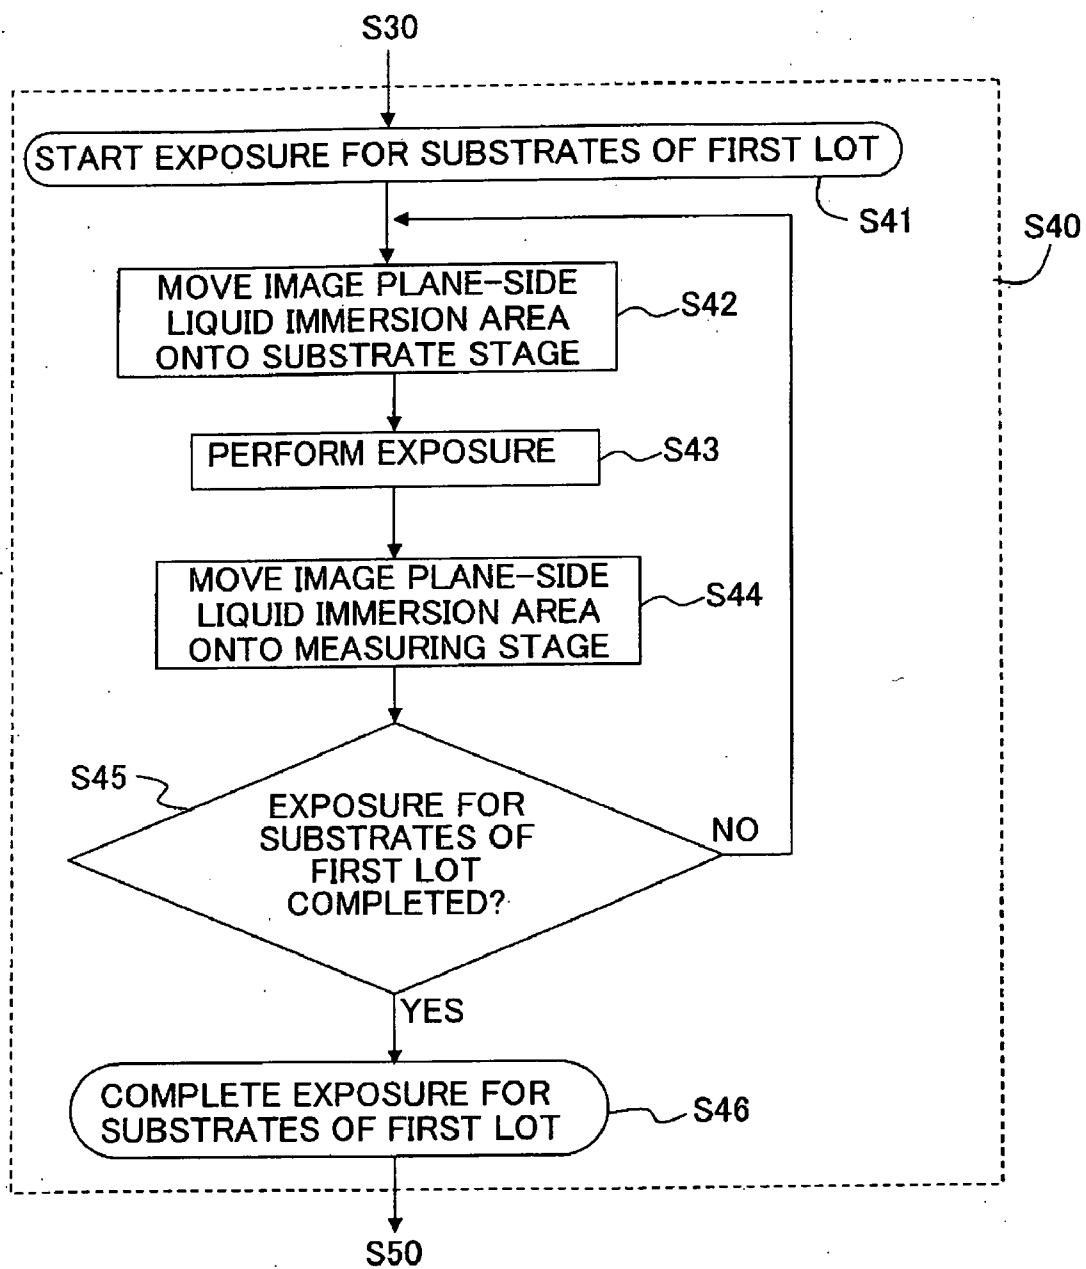 S30
START EXPOSURE FOR SUBSTRATES OF FIRST LOT
S41
S40
MOVE IMAGE PLANE-SIDE
LIQUID IMMERSION AREA
ONTO SUBSTRATE STAGE
S42
PERFORM EXPOSURE
S43
MOVE IMAGE PLANE-SIDE
LIQUID IMMERSION AREA
ONTO MEASURING STAGE
S44
S45
EXPOSURE FOR
SUBSTRATES OF
FIRST LOT
COMPLETED?
NO
YES
COMPLETE EXPOSURE FOR
SUBSTRATES OF FIRST LOT
S46
S50